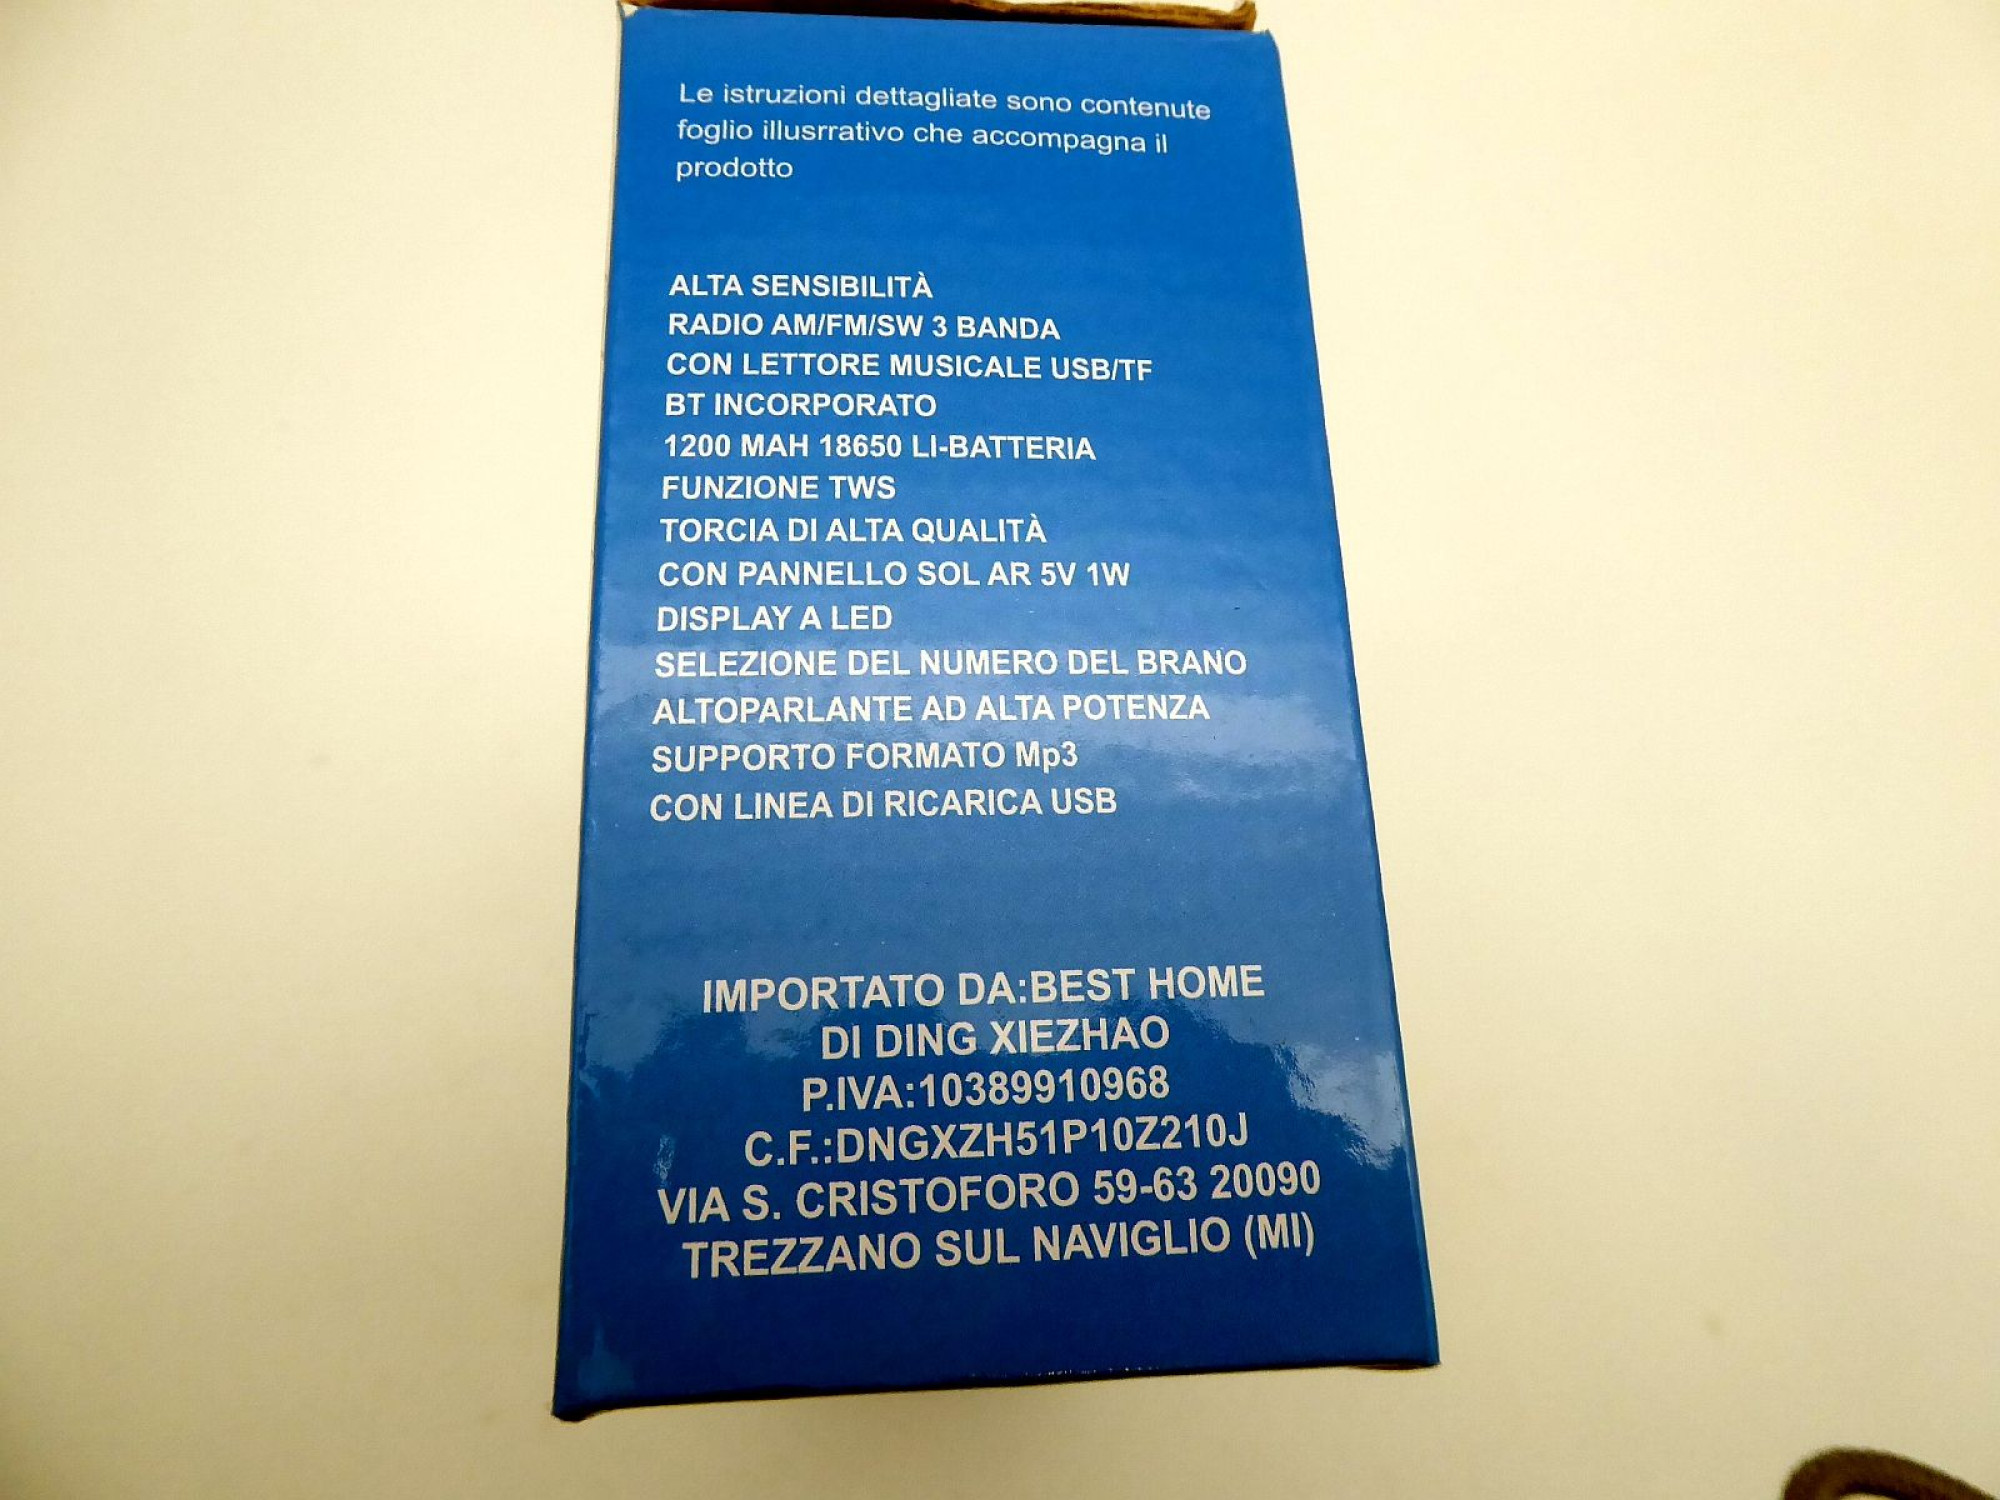 Le istruzioni dettagliate sono contenute
foglio illusrrativo che accompagna il
prodotto
ALTA SENSIBILITÀ
RADIO AM/FM/SW 3 BANDA
CON LETTORE MUSICALE USB/TF
BT INCORPORATO
1200 MAH 18650 LI-BATTERIA
FUNZIONE TWS
TORCIA DI ALTA QUALITÀ
CON PANNELLO SOL AR 5V 1W
DISPLAY A LED
SELEZIONE DEL NUMERO DEL BRANO
ALTOPARLANTE AD ALTA POTENZA
SUPPORTO FORMATO Mp3
CON LINEA DI RICARICA USB
IMPORTATO DA:BEST HOME
DI DING XIEZHAO
P.IVA:10389910968
C.F.:DNGXZH51P10Z210J
VIA S. CRISTOFORO 59-63 20090
TREZZANO SUL NAVIGLIO (MI)